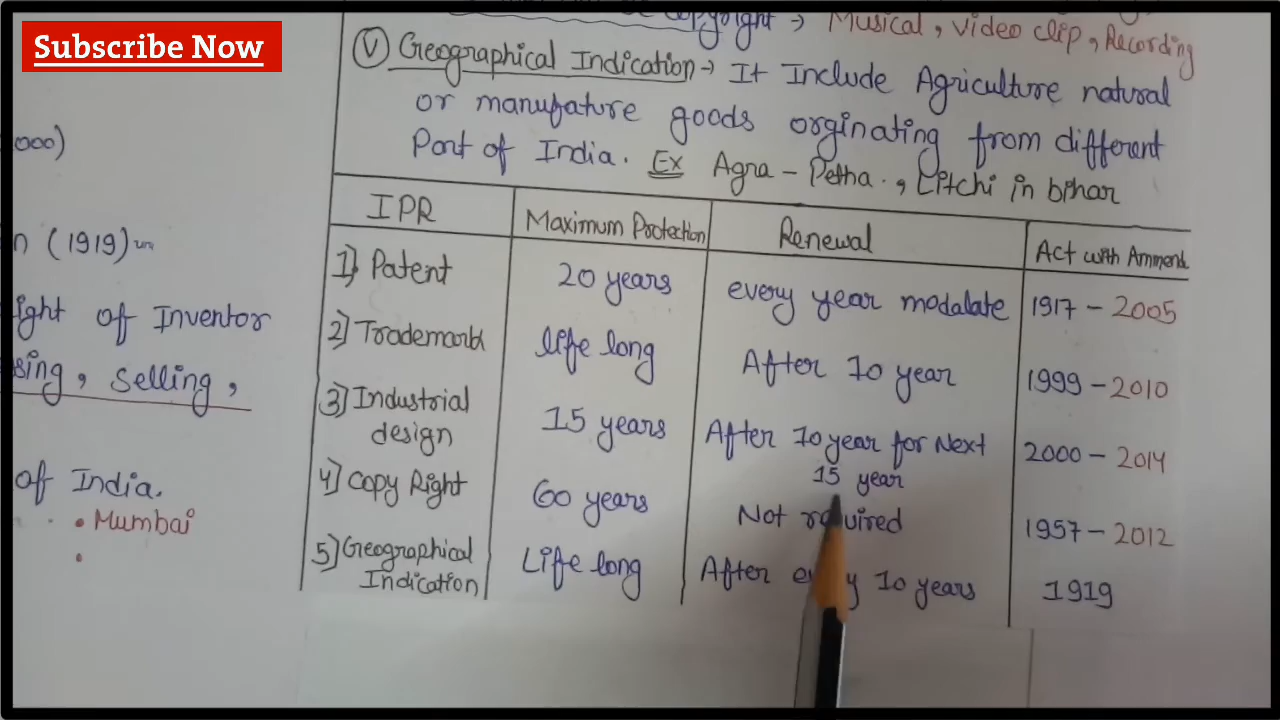 Subscribe Now
Copyright → Musical, video clip, Recording
(V) Geographical Indication → It Include Agriculture natural
or manufature goods orginating from different
Part of India. Ex Agra - Petha., Litchi in bihar
000)
n (1919)
ight of Inventor
sing, selling,
of India.
• Mumbai
IPR Maximum Protection Renewal Act with Ammend
1) Patent 20 years every year modalate 1917 - 2005
2) Trademark life long After 10 year 1999 - 2010
3) Industrial design 15 years After 10 year for Next 15 year 2000 - 2014
4) Copy Right 60 years Not required 1957 - 2012
5) Geographical Indication Life long After every 10 years 1919